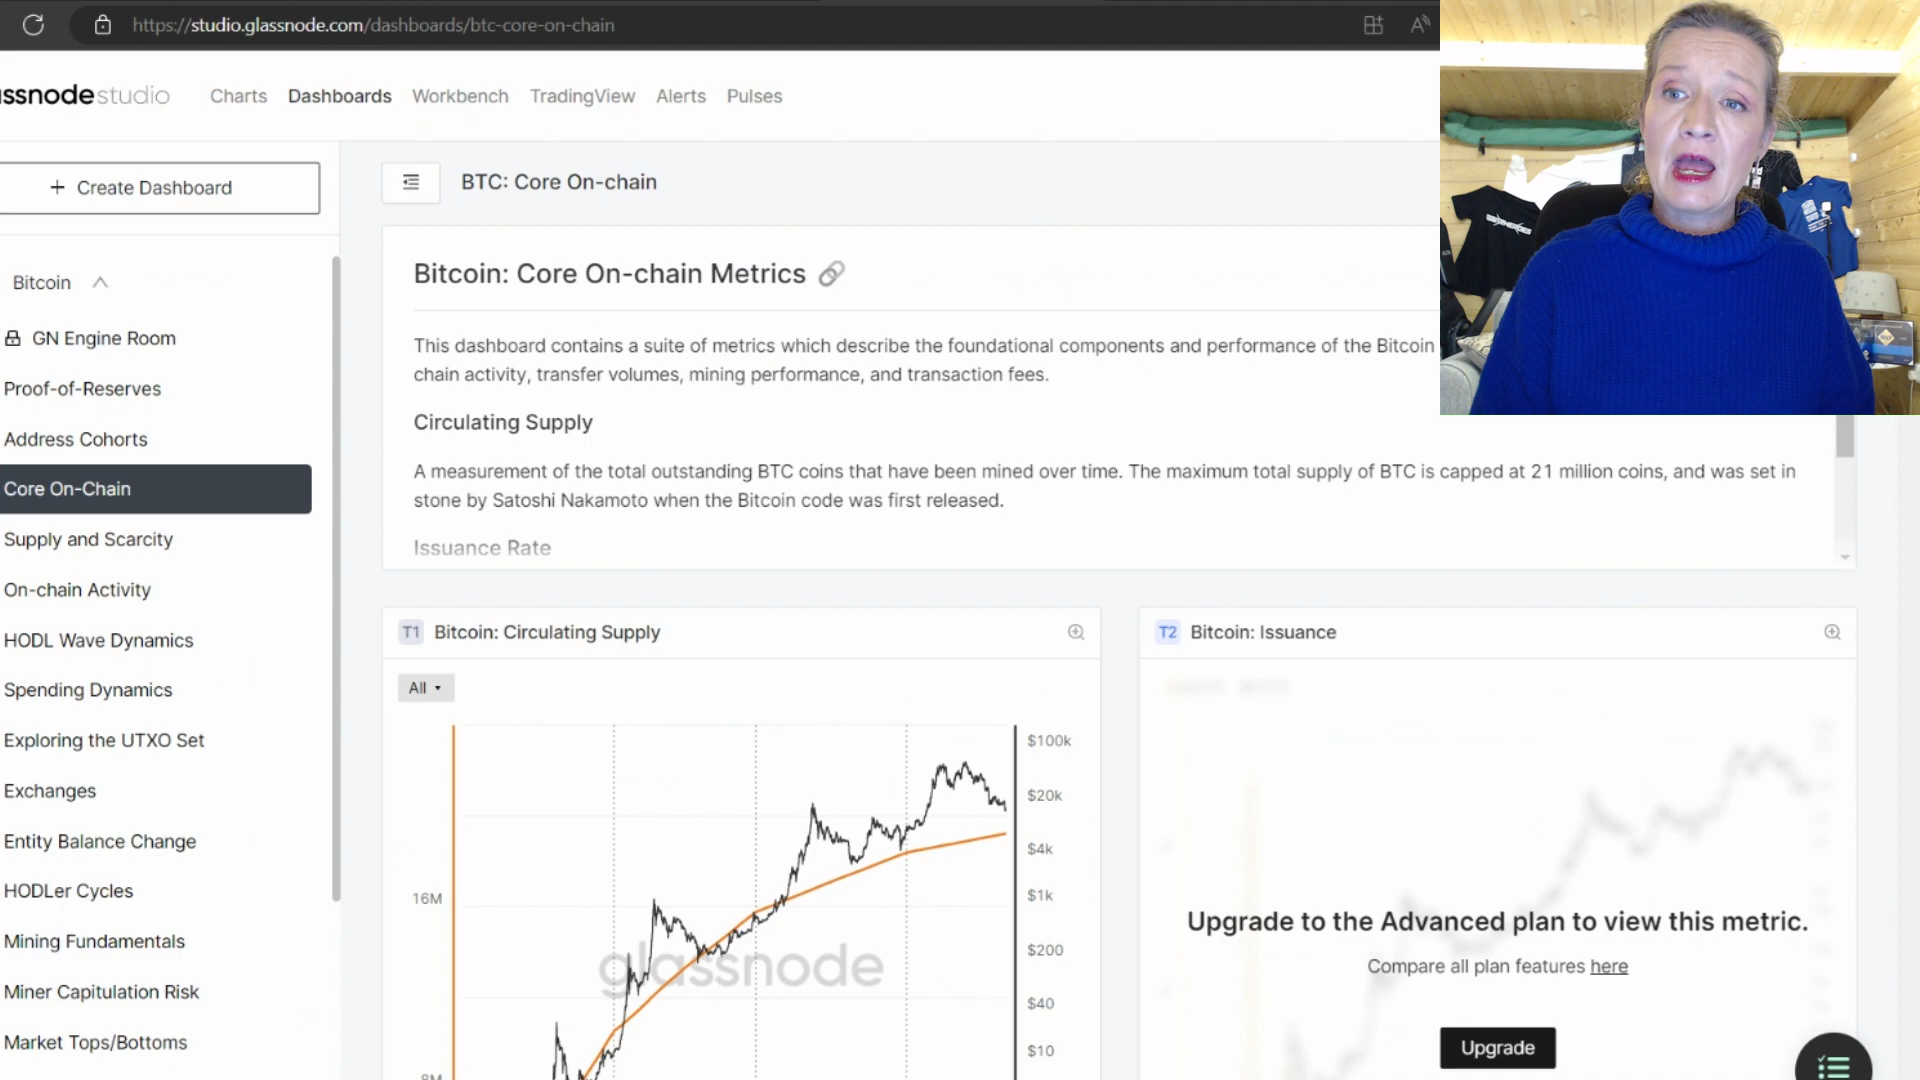 https://studio.glassnode.com/dashboards/btc-core-on-chain
ssnodestudio
Charts Dashboards Workbench TradingView Alerts Pulses
+ Create Dashboard
BTC: Core On-chain
Bitcoin
GN Engine Room
Proof-of-Reserves
Address Cohorts
Core On-Chain
Supply and Scarcity
On-chain Activity
HODL Wave Dynamics
Spending Dynamics
Exploring the UTXO Set
Exchanges
Entity Balance Change
HODLer Cycles
Mining Fundamentals
Miner Capitulation Risk
Market Tops/Bottoms
Bitcoin: Core On-chain Metrics
This dashboard contains a suite of metrics which describe the foundational components and performance of the Bitcoin
chain activity, transfer volumes, mining performance, and transaction fees.
Circulating Supply
A measurement of the total outstanding BTC coins that have been mined over time. The maximum total supply of BTC is capped at 21 million coins, and was set in
stone by Satoshi Nakamoto when the Bitcoin code was first released.
Issuance Rate
T1 Bitcoin: Circulating Supply
All
$100k
$20k
$4k
16M
$1k
$200
glassnode
$40
$10
8M
T2 Bitcoin: Issuance
Upgrade to the Advanced plan to view this metric.
Compare all plan features here
Upgrade